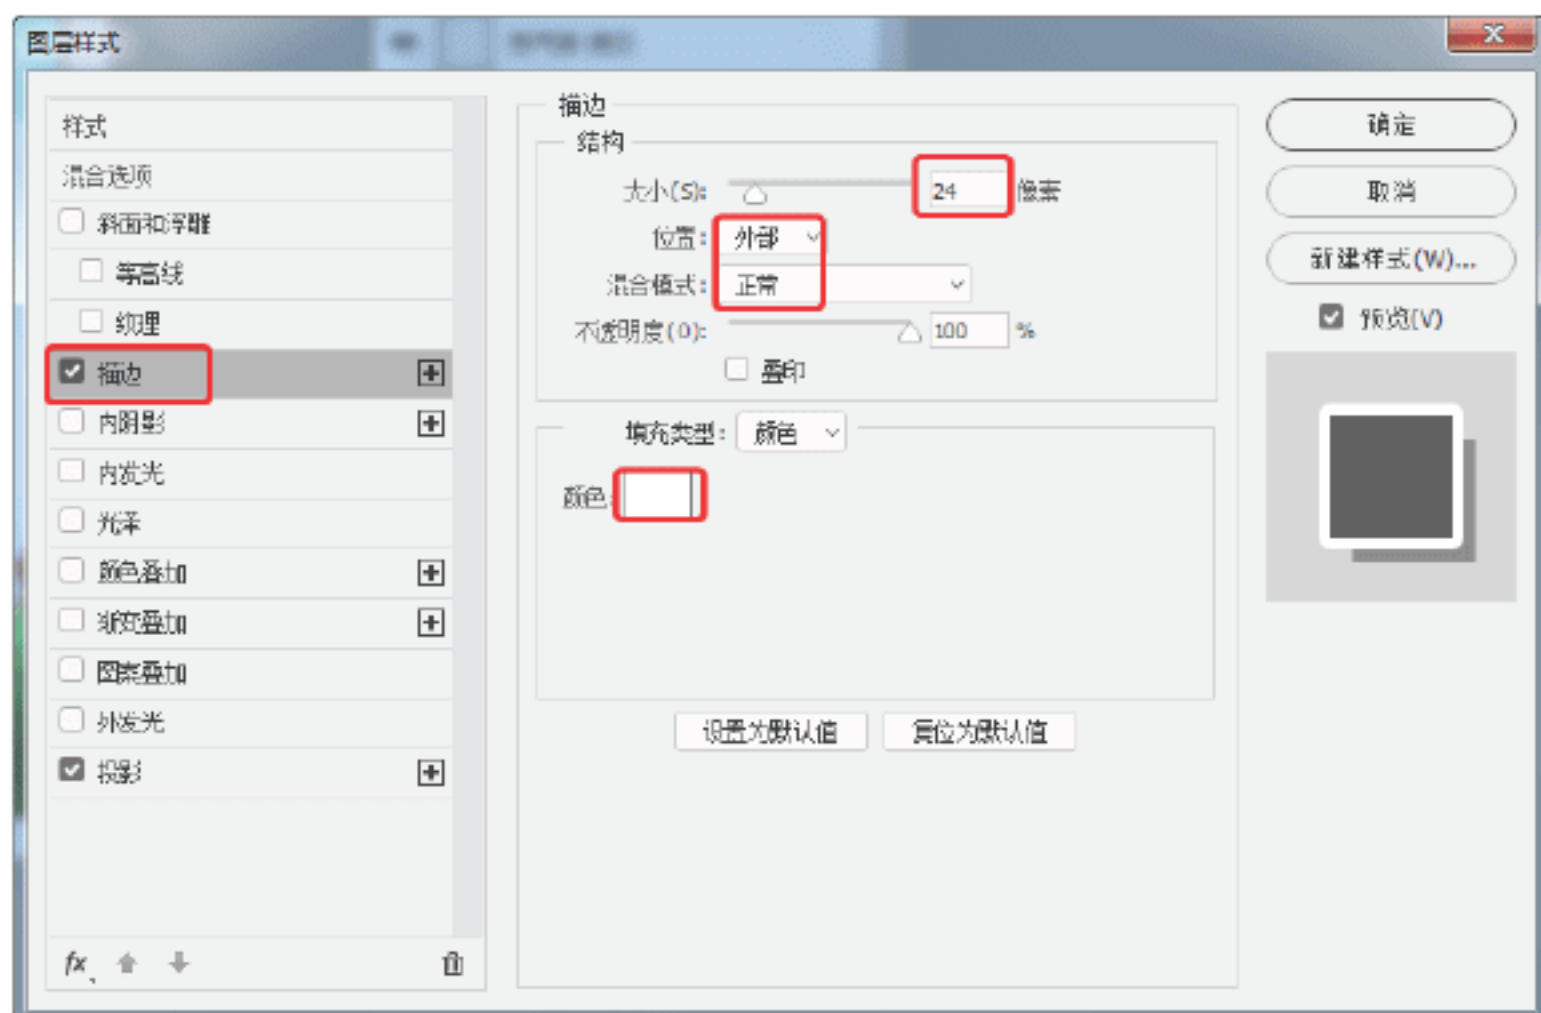 图层样式
样式
混合选项
斜面和浮雕
等高线
纹理
描边
内阴影
内发光
光泽
颜色叠加
渐变叠加
图案叠加
外发光
投影
fx
描边
结构
大小(S): 24 像素
位置: 外部
混合模式: 正常
不透明度(O): 100 %
叠印
填充类型: 颜色
颜色:
设置为默认值 复位为默认值
确定
取消
新建样式(W)...
预览(V)